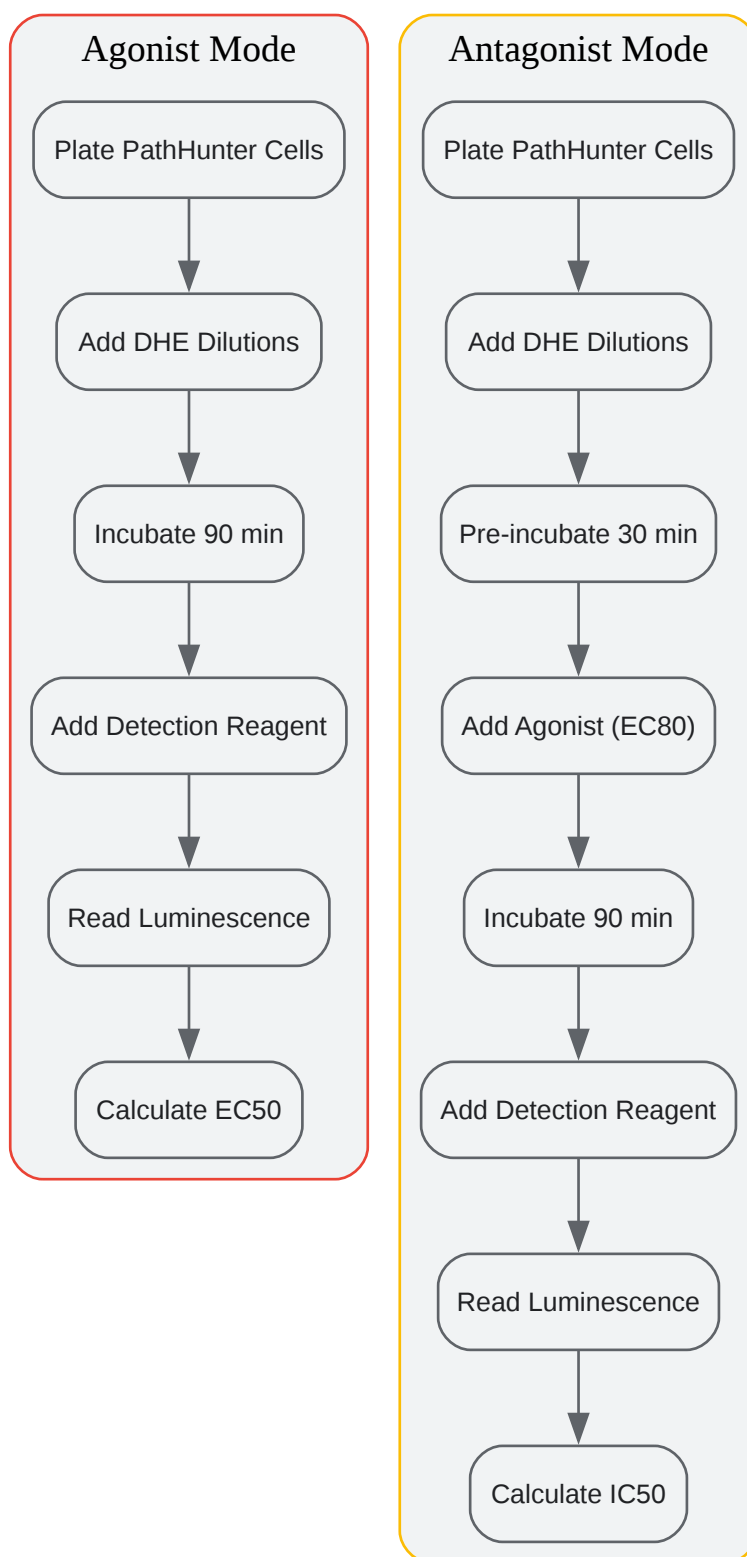 Agonist Mode
Plate PathHunter Cells
Add DHE Dilutions
Incubate 90 min
Add Detection Reagent
Read Luminescence
Calculate EC50
Antagonist Mode
Plate PathHunter Cells
Add DHE Dilutions
Pre-incubate 30 min
Add Agonist (EC80)
Incubate 90 min
Add Detection Reagent
Read Luminescence
Calculate IC50